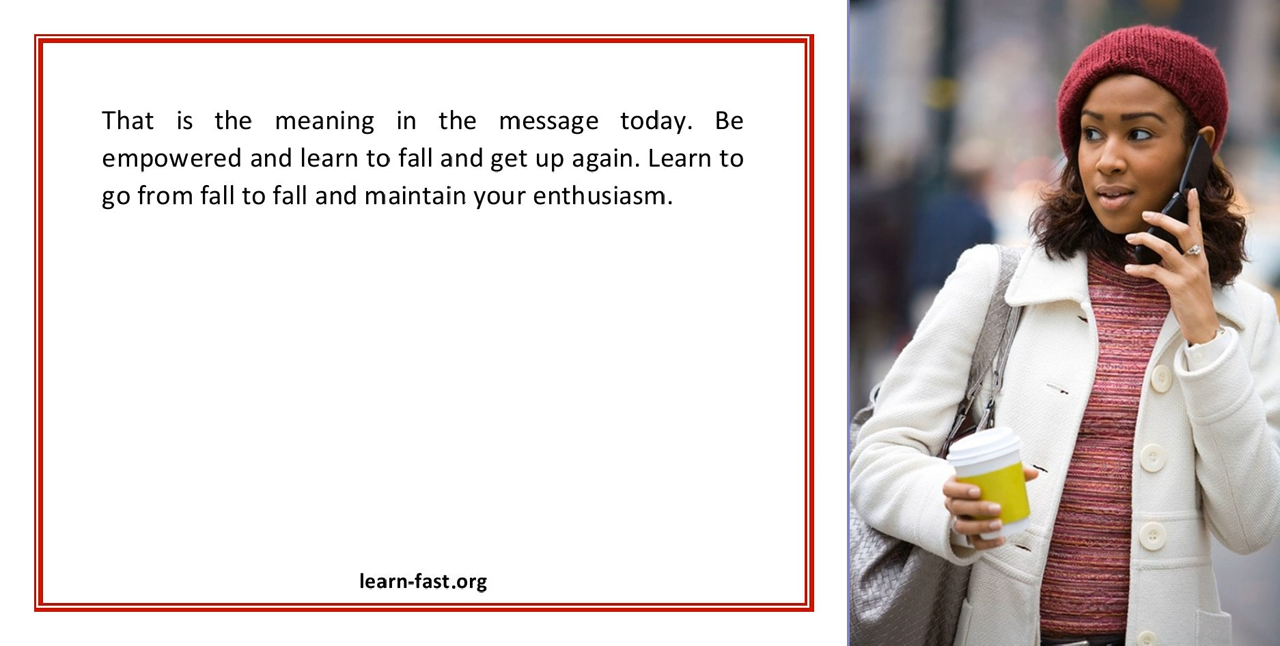 That is the meaning in the message today. Be
empowered and learn to fall and get up again. Learn to
go from fall to fall and maintain your enthusiasm.
learn-fast.org